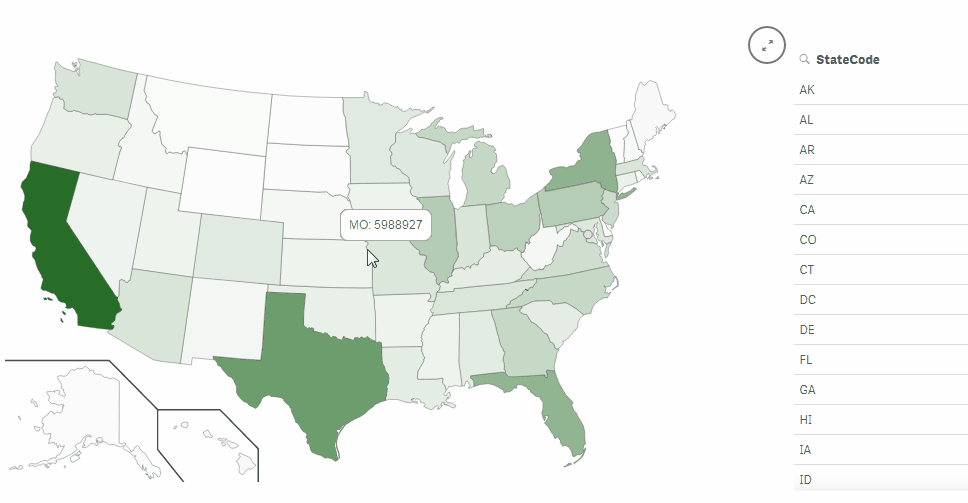 MO: 5988927
StateCode
AK
AL
AR
AZ
CA
CO
CT
DC
DE
FL
GA
HI
IA
ID